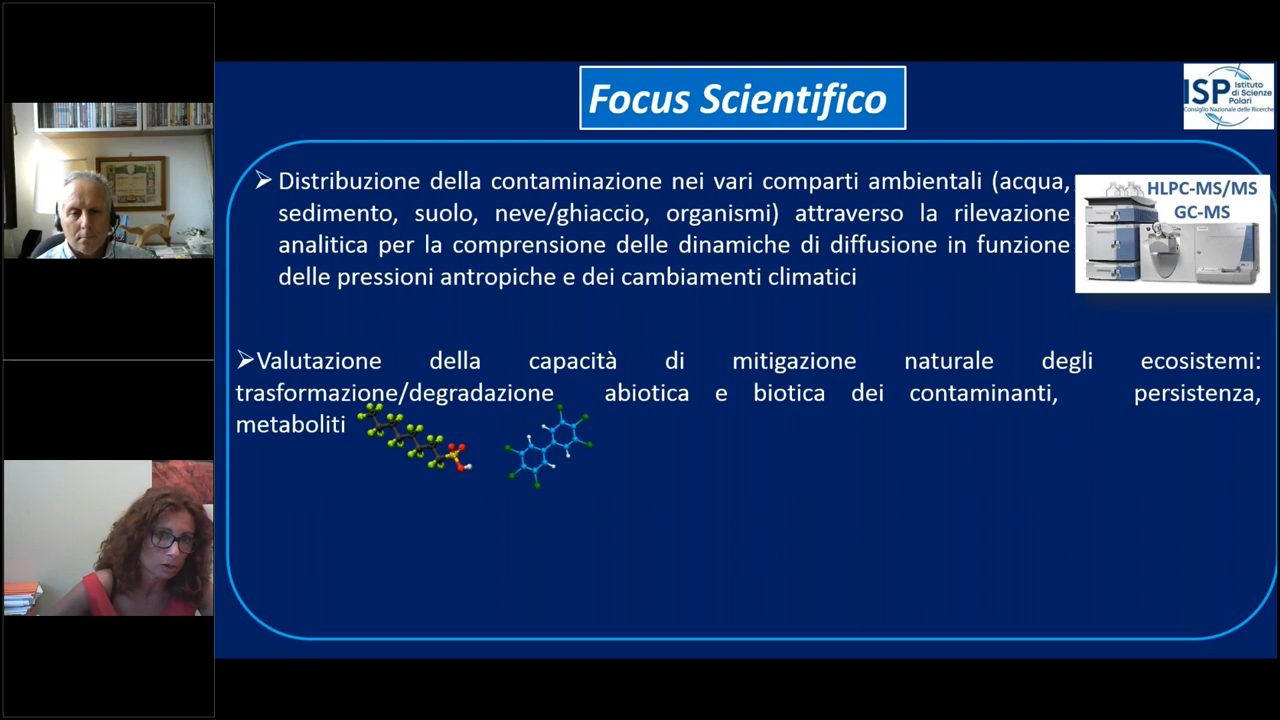 Focus Scientifico
ISP Istituto
di Scienze
Polari
Consiglio Nazionale delle Ricerche
➢ Distribuzione della contaminazione nei vari comparti ambientali (acqua,
sedimento, suolo, neve/ghiaccio, organismi) attraverso la rilevazione
analitica per la comprensione delle dinamiche di diffusione in funzione
delle pressioni antropiche e dei cambiamenti climatici
HLPC-MS/MS
GC-MS
➢Valutazione della capacità di mitigazione naturale degli ecosistemi:
trasformazione/degradazione abiotica e biotica dei contaminanti, persistenza,
metaboliti